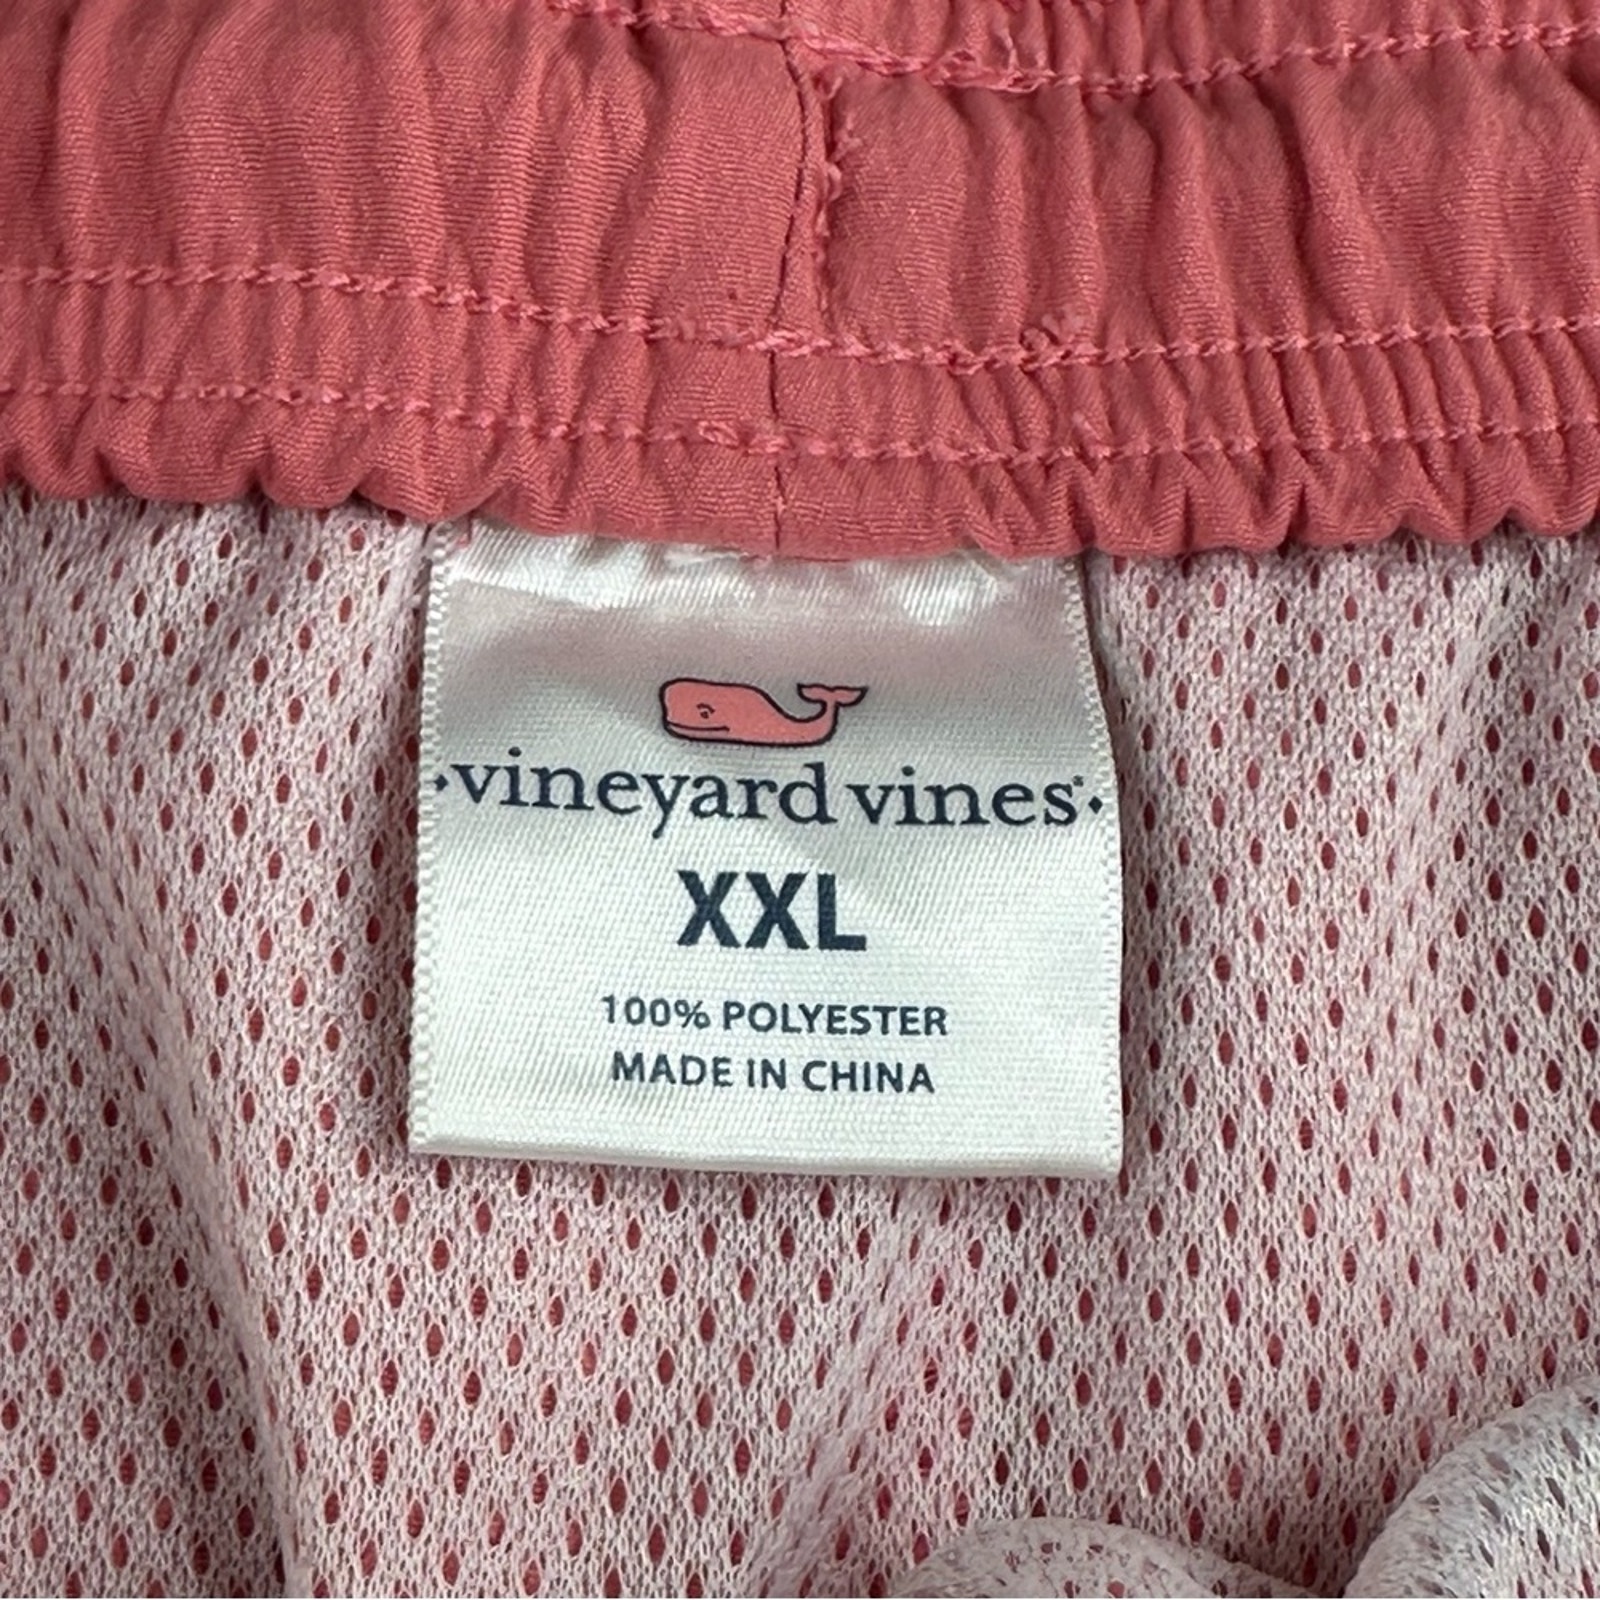 vineyard vines®
XXL
100% POLYESTER
MADE IN CHINA